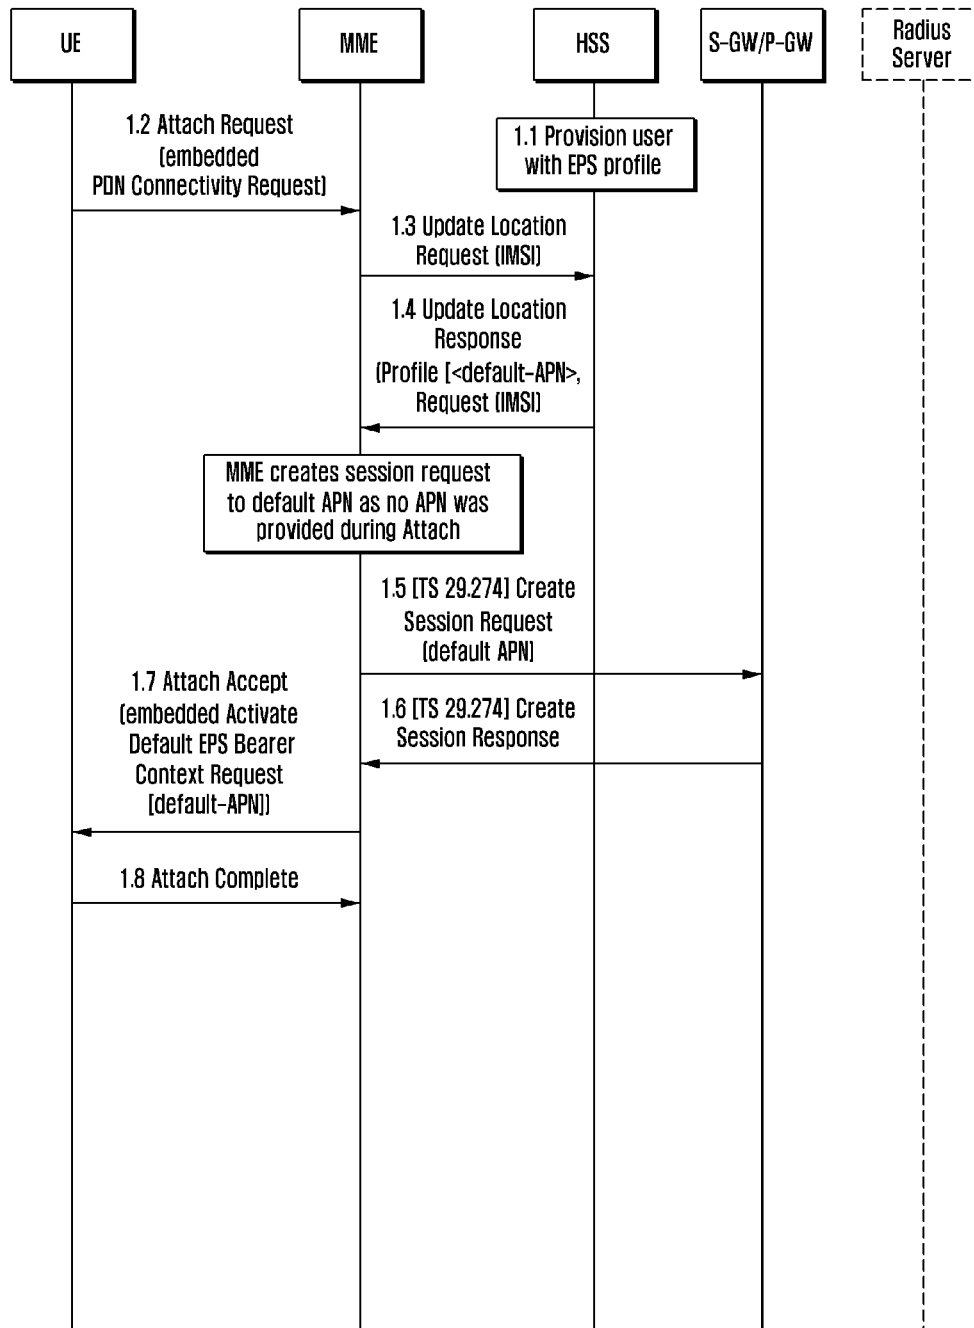 UE
MME
HSS
S-GW/P-GW
Radius
Server
1.2 Attach Request
(embedded
PDN Connectivity Request)
1.1 Provision user
with EPS profile
1.3 Update Location
Request (IMSI)
1.4 Update Location
Response
(Profile [<default-APN>,
Request (IMSI)
MME creates session request
to default APN as no APN was
provided during Attach
1.5 [TS 29.274] Create
Session Request
(default APN)
1.7 Attach Accept
(embedded Activate
Default EPS Bearer
Context Request
[default-APN])
1.6 [TS 29.274] Create
Session Response
1.8 Attach Complete